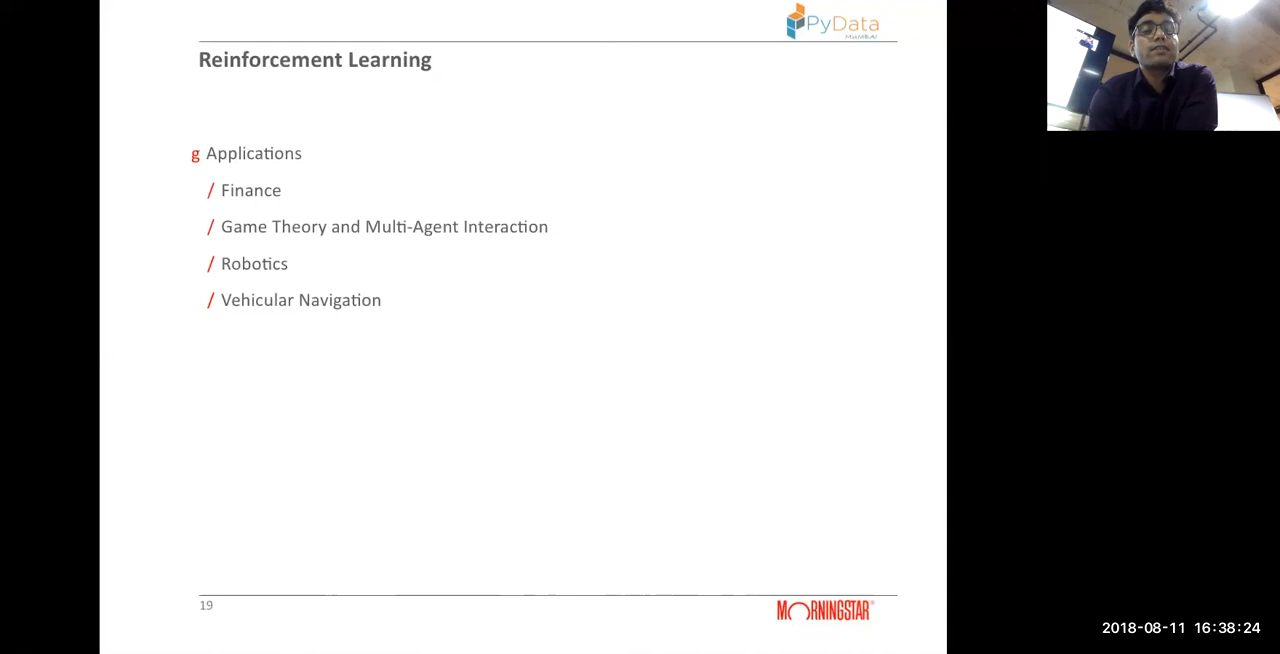 PyData
MUMBAI
Reinforcement Learning
g Applications
/ Finance
/ Game Theory and Multi-Agent Interaction
/ Robotics
/ Vehicular Navigation
19
MORNINGSTAR®
2018-08-11 16:38:24